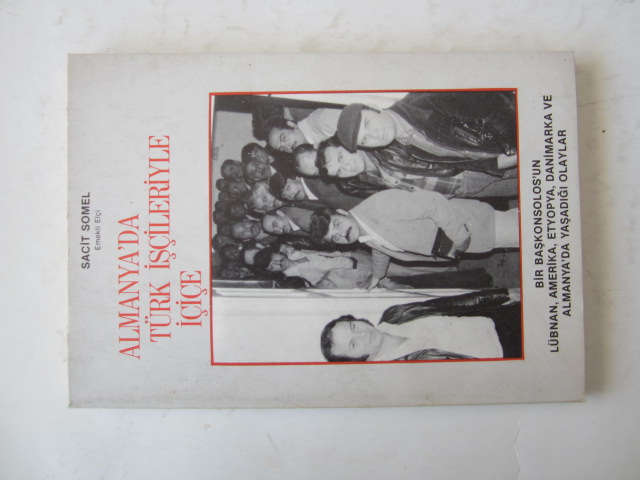 SACİT SOMEL
Emekli Elçi
ALMANYA'DA
TÜRK İŞÇİLERİYLE
İÇİÇE
BİR BAŞKONSOLOS'UN
LÜBNAN, AMERİKA, ETYOPYA, DANİMARKA VE
ALMANYA'DA YAŞADIĞI OLAYLAR